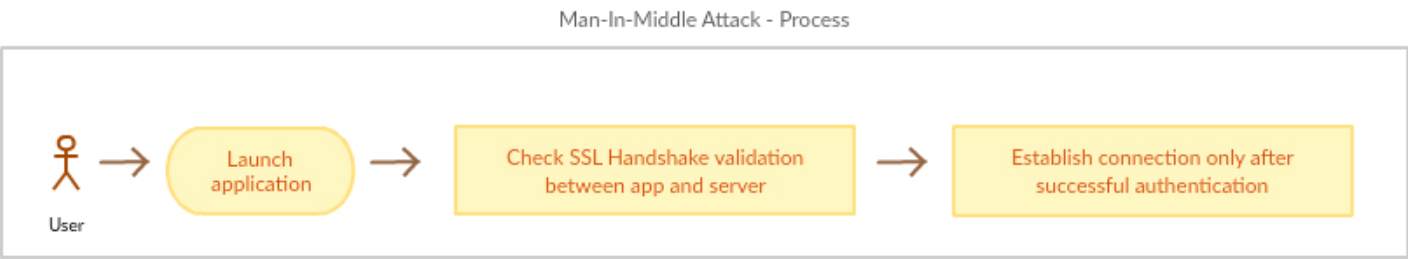 Man-In-Middle Attack - Process
Launch
application
Check SSL Handshake validation
between app and server
Establish connection only after
successful authentication
User